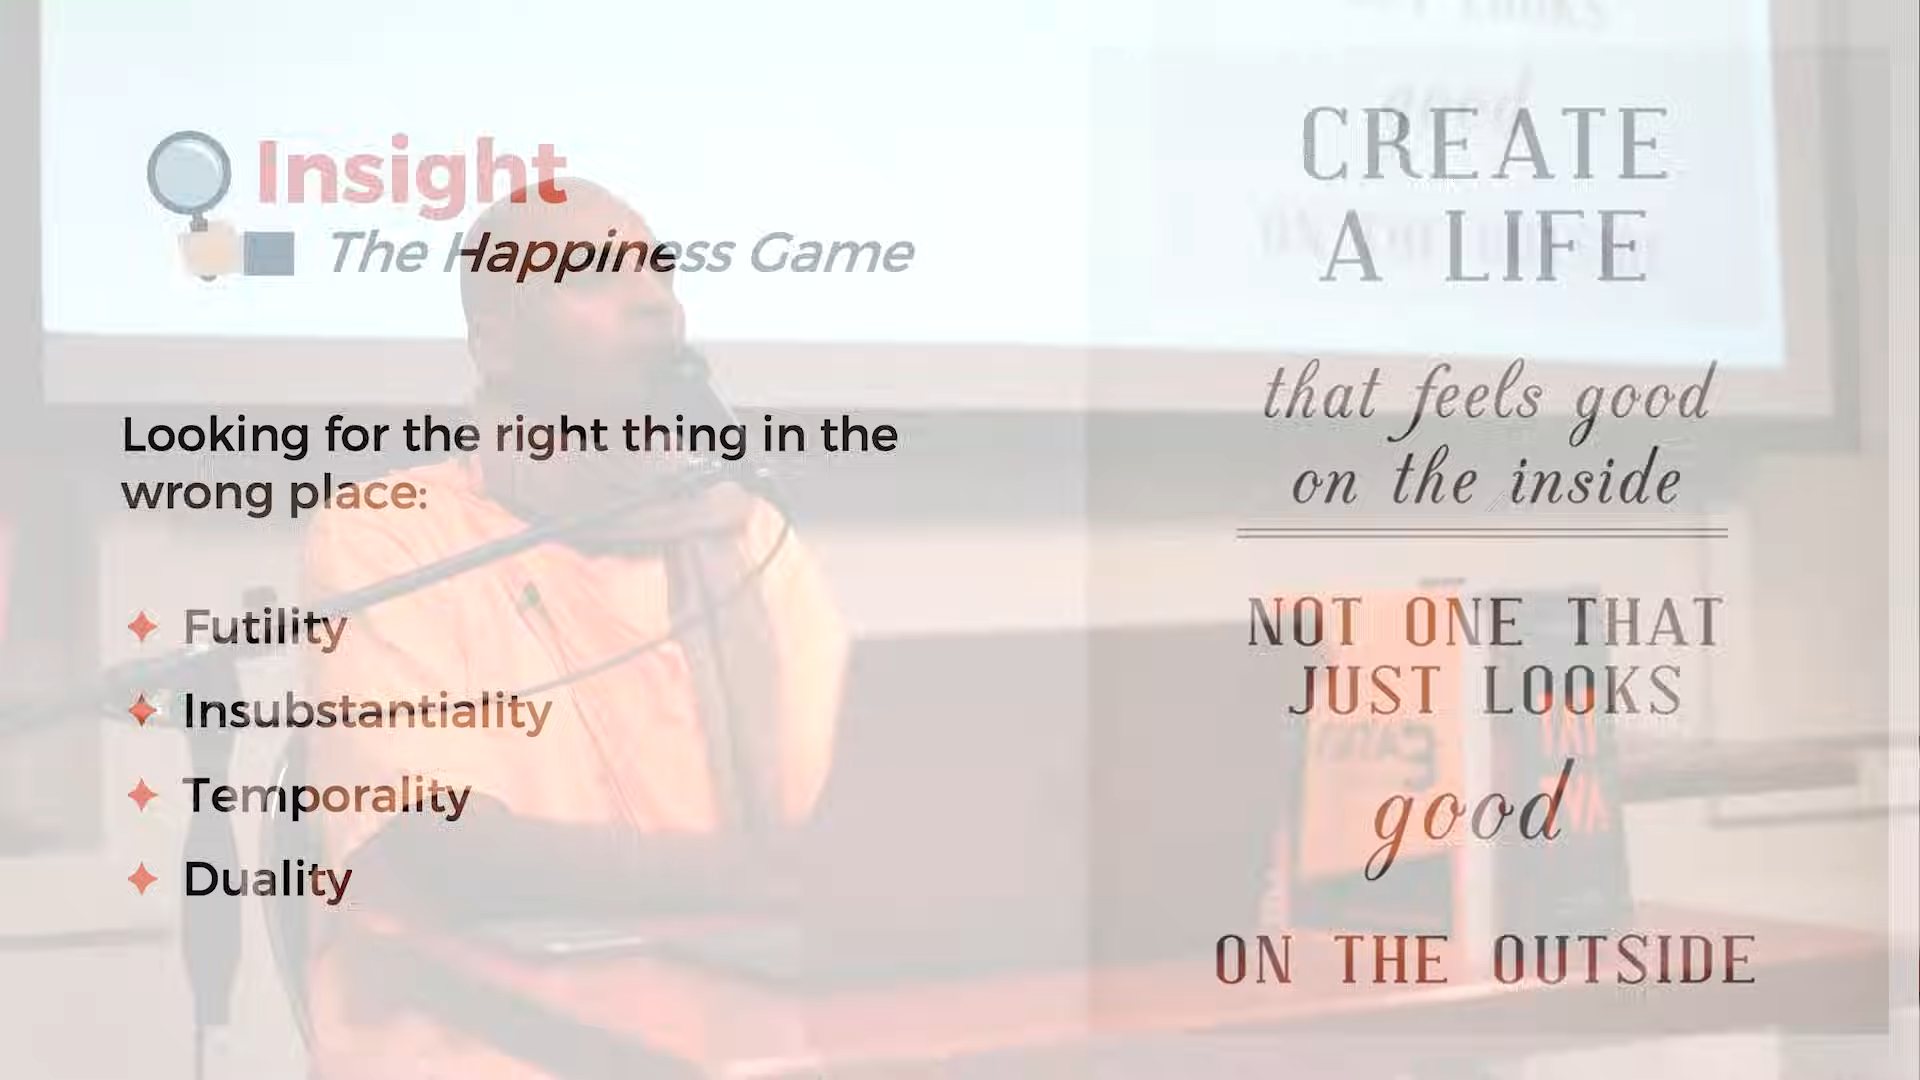 Insight
The Happiness Game
Looking for the right thing in the
wrong place:
Futility
Insubstantiality
Temporality
Duality
CREATE
A LIFE
that feels good
on the inside
NOT ONE THAT
JUST LOOKS
good
ON THE OUTSIDE